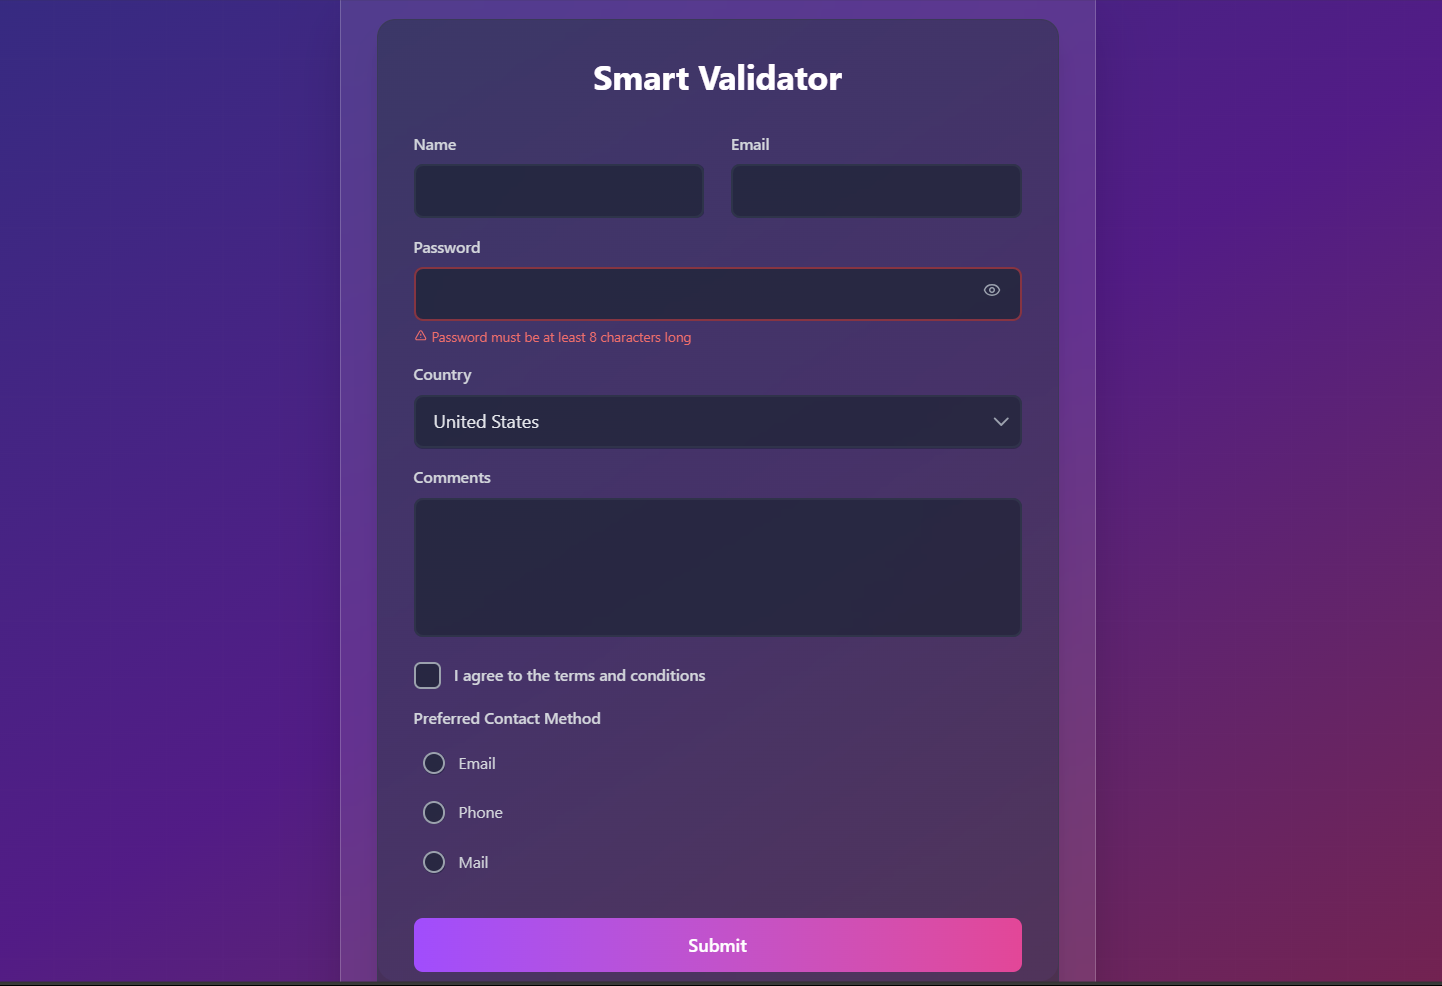 Smart Validator
Name
Email
Password
Password must be at least 8 characters long
Country
United States
Comments
I agree to the terms and conditions
Preferred Contact Method
Email
Phone
Mail
Submit